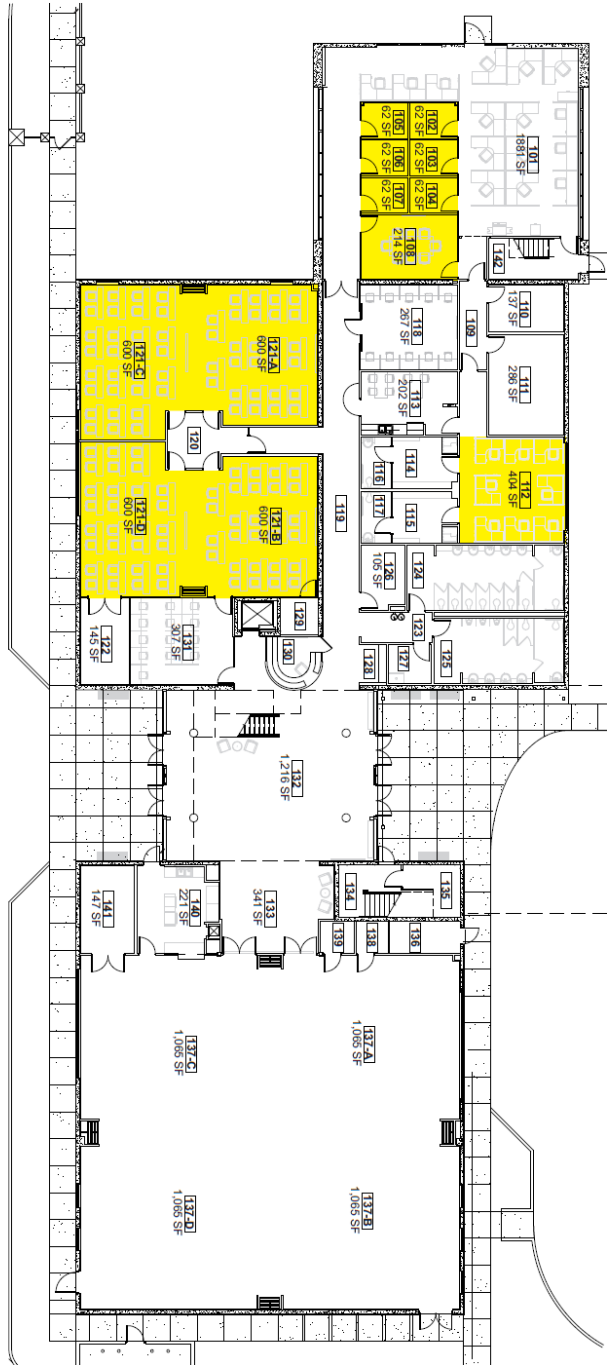 101
1881 SF
102
62 SF
105
62 SF
103
62 SF
106
62 SF
104
62 SF
107
62 SF
108
214 SF
142
110
137 SF
109
118
267 SF
111
286 SF
121-A
600 SF
121-C
600 SF
113
202 SF
120
114
116
112
404 SF
121-B
600 SF
121-D
600 SF
119
117
115
126
105 SF
124
129
131
307 SF
122
145 SF
123
130
128
127
125
132
1,216 SF
134
135
133
341 SF
140
221 SF
141
147 SF
139
138
136
137-A
1,065 SF
137-C
1,065 SF
137-B
1,065 SF
137-D
1,065 SF